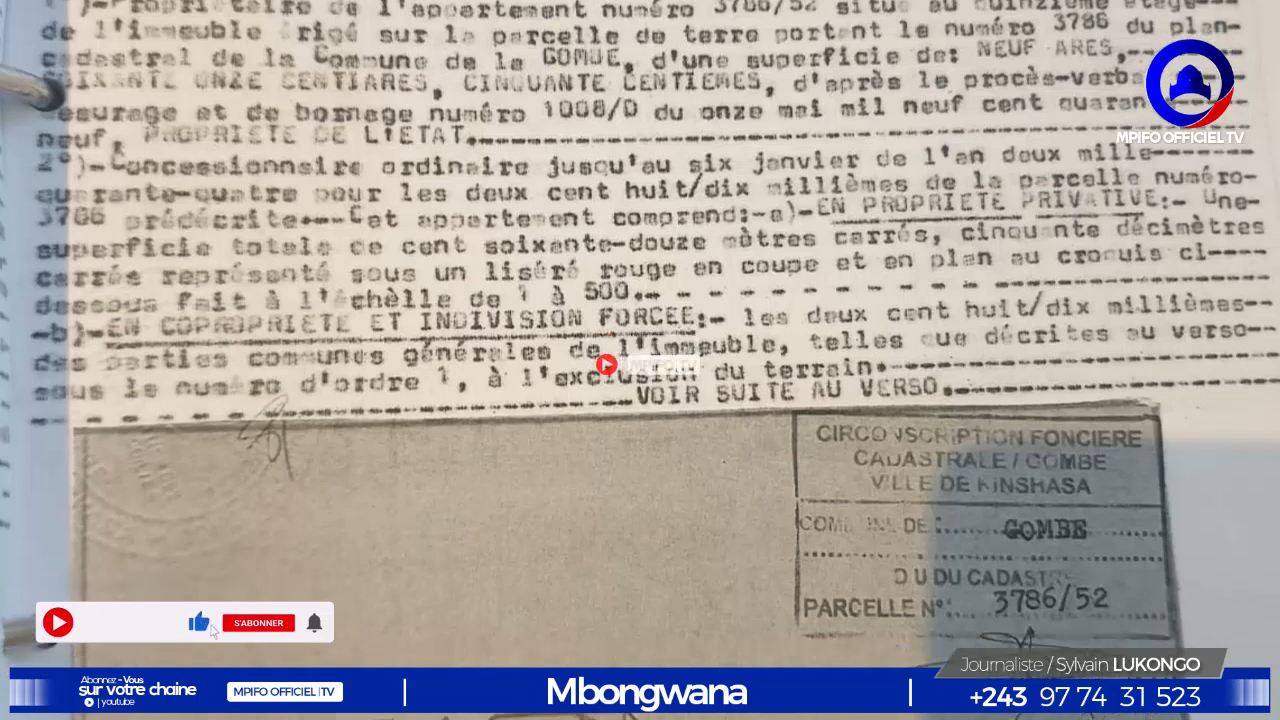 )-Propriétaire de l'appartement numéro 3786/52 situé au quinzième étage---
de l'immeuble érigé sur la parcelle de terre portant le numéro 3786 du plan-
cadastral de la Commune de la GOMBE, d'une superficie de: NEUF ARES,--
SOIXANTE ONZE CENTIARES, CINQUANTE CENTIEMES, d'après le procès-verba
mesurage et de bornage numéro 1008/D du onze mai mil neuf cent quaran
neuf, PROPRIETE DE L'ETAT.
2°)-Concessionnaire ordinaire jusqu'au six janvier de l'an deux mille-------
quarante-quatre pour les deux cent huit/dix millièmes de la parcelle numéro-
3786 prédécrite.---Cet appartement comprend:-a)-EN PROPRIETE PRIVATIVE:- Une-
superficie totale de cent soixante-douze mètres carrés, cinquante décimètres
carrés représenté sous un liséré rouge en coupe et en plan au croquis ci----
dessous fait à l'échèlle de 1 à 500.
-b)-EN COPROPRIETE ET INDIVISION FORCEE:- les deux cent huit/dix millièmes--
des parties communes générales de l'immeuble, telles que décrites au verso--
sous le numéro d'ordre 1, à l'exclusion du terrain.
VOIR SUITE AU VERSO.
CIRCONSCRIPTION FONCIERE
CADASTRALE / GOMBE
VILLE DE KINSHASA
COMMUNE DE : GOMBE
D U DU CADAST
PARCELLE N°: 3786/52
MPIFO OFFICIEL TV
MPIFO TV
S'ABONNER
Journaliste / Sylvain LUKONGO
Abonnez - Vous
sur votre chaine
youtube
MPIFO OFFICIEL | TV
Mbongwana
+243 97 74 31 523